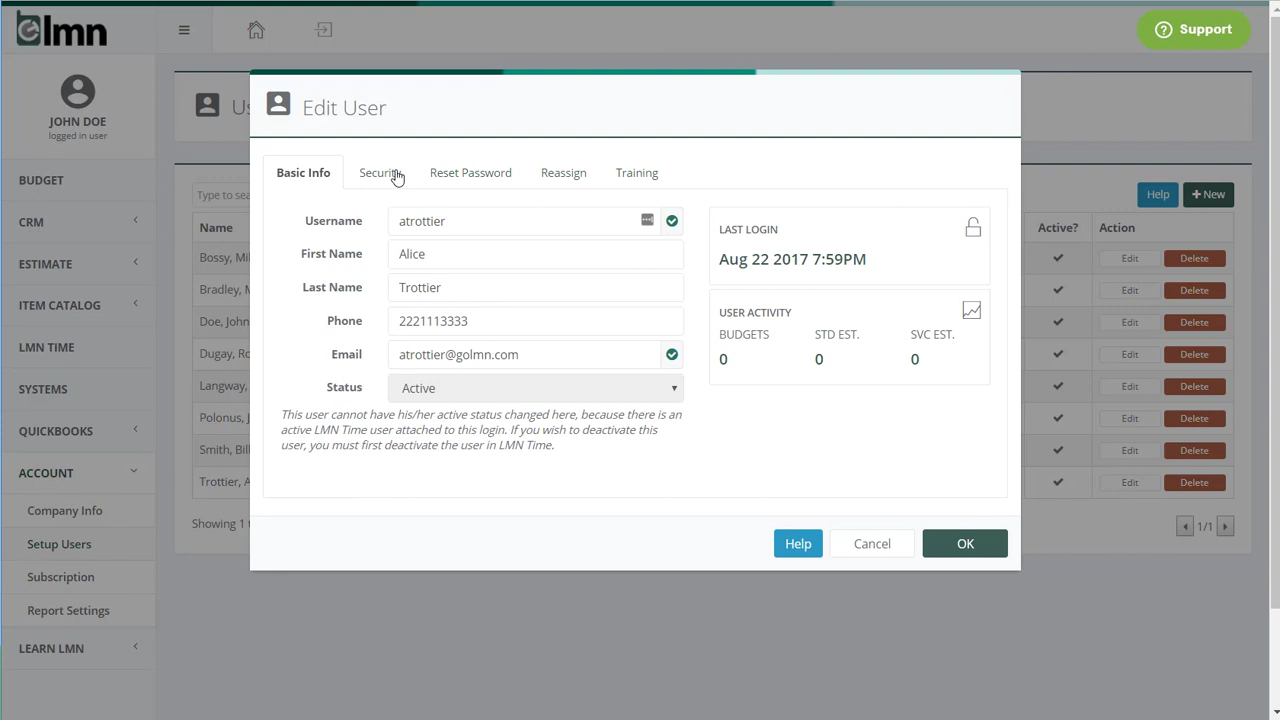 lmn
Support
JOHN DOE
logged in user
BUDGET
CRM
ESTIMATE
ITEM CATALOG
LMN TIME
SYSTEMS
QUICKBOOKS
ACCOUNT
Company Info
Setup Users
Subscription
Report Settings
LEARN LMN
Us
Type to sea
Help
+ New
Name
Active?
Action
Bossy, Mi
Edit
Delete
Bradley, M
Edit
Delete
Doe, John
Edit
Delete
Dugay, Ro
Edit
Delete
Langway,
Edit
Delete
Polonus, J
Edit
Delete
Smith, Bil
Edit
Delete
Trottier, A
Edit
Delete
Showing 1 t
1/1
Edit User
Basic Info
Security
Reset Password
Reassign
Training
Username
atrottier
First Name
Alice
Last Name
Trottier
Phone
2221113333
Email
atrottier@golmn.com
Status
Active
This user cannot have his/her active status changed here, because there is an
active LMN Time user attached to this login. If you wish to deactivate this
user, you must first deactivate the user in LMN Time.
LAST LOGIN
Aug 22 2017 7:59PM
USER ACTIVITY
BUDGETS
STD EST.
SVC EST.
0
0
0
Help
Cancel
OK